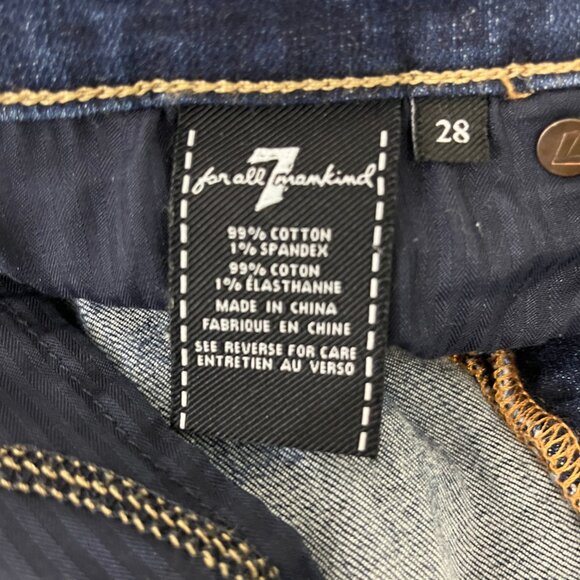 7
for all mankind
28
99% COTTON
1% SPANDEX
99% COTON
1% ÉLASTHANNE
MADE IN CHINA
FABRIQUE EN CHINE
SEE REVERSE FOR CARE
ENTRETIEN AU VERSO